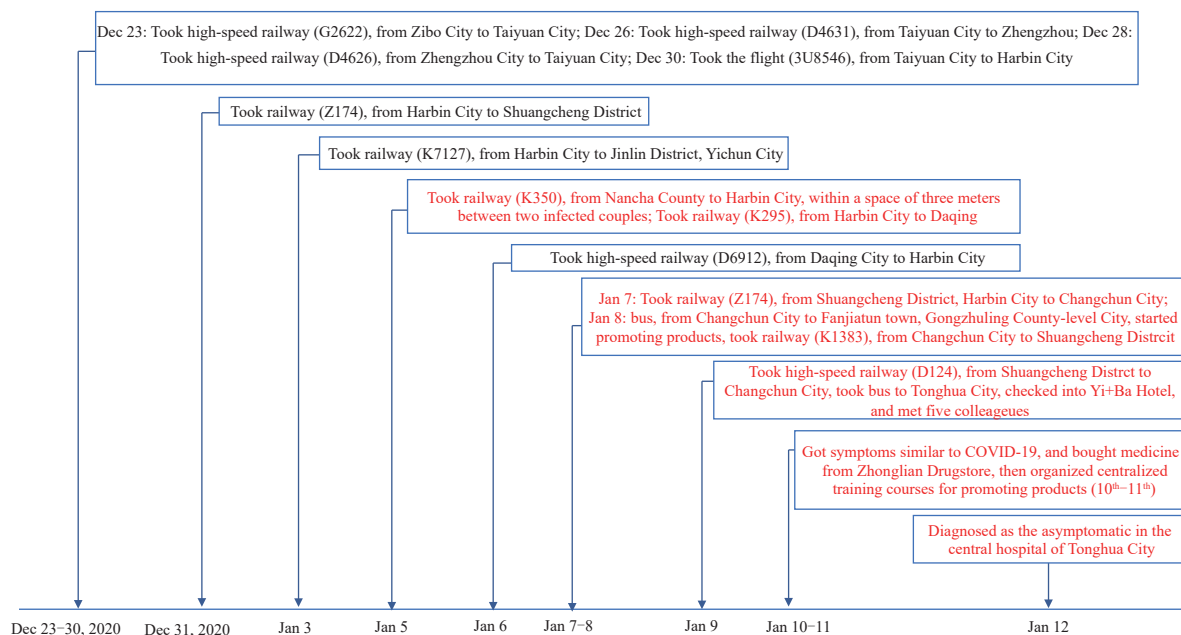 Dec 23: Took high-speed railway (G2622), from Zibo City to Taiyuan City; Dec 26: Took high-speed railway (D4631), from Taiyuan City to Zhengzhou; Dec 28:
Took high-speed railway (D4626), from Zhengzhou City to Taiyuan City; Dec 30: Took the flight (3U8546), from Taiyuan City to Harbin City
Took railway (Z174), from Harbin City to Shuangcheng District
Took railway (K7127), from Harbin City to Jinlin District, Yichun City
Took railway (K350), from Nancha County to Harbin City, within a space of three meters
between two infected couples; Took railway (K295), from Harbin City to Daqing
Took high-speed railway (D6912), from Daqing City to Harbin City
Jan 7: Took railway (Z174), from Shuangcheng District, Harbin City to Changchun City;
Jan 8: bus, from Changchun City to Fanjiatun town, Gongzhuling County-level City, started
promoting products, took railway (K1383), from Changchun City to Shuangcheng Distrcit
Took high-speed railway (D124), from Shuangcheng Distrct to
Changchun City, took bus to Tonghua City, checked into Yi+Ba Hotel,
and met five colleageues
Got symptoms similar to COVID-19, and bought medicine
from Zhonglian Drugstore, then organized centralized
training courses for promoting products (10th−11th)
Diagnosed as the asymptomatic in the
central hospital of Tonghua City
Dec 23−30, 2020 Dec 31, 2020 Jan 3 Jan 5 Jan 6 Jan 7−8 Jan 9 Jan 10−11 Jan 12